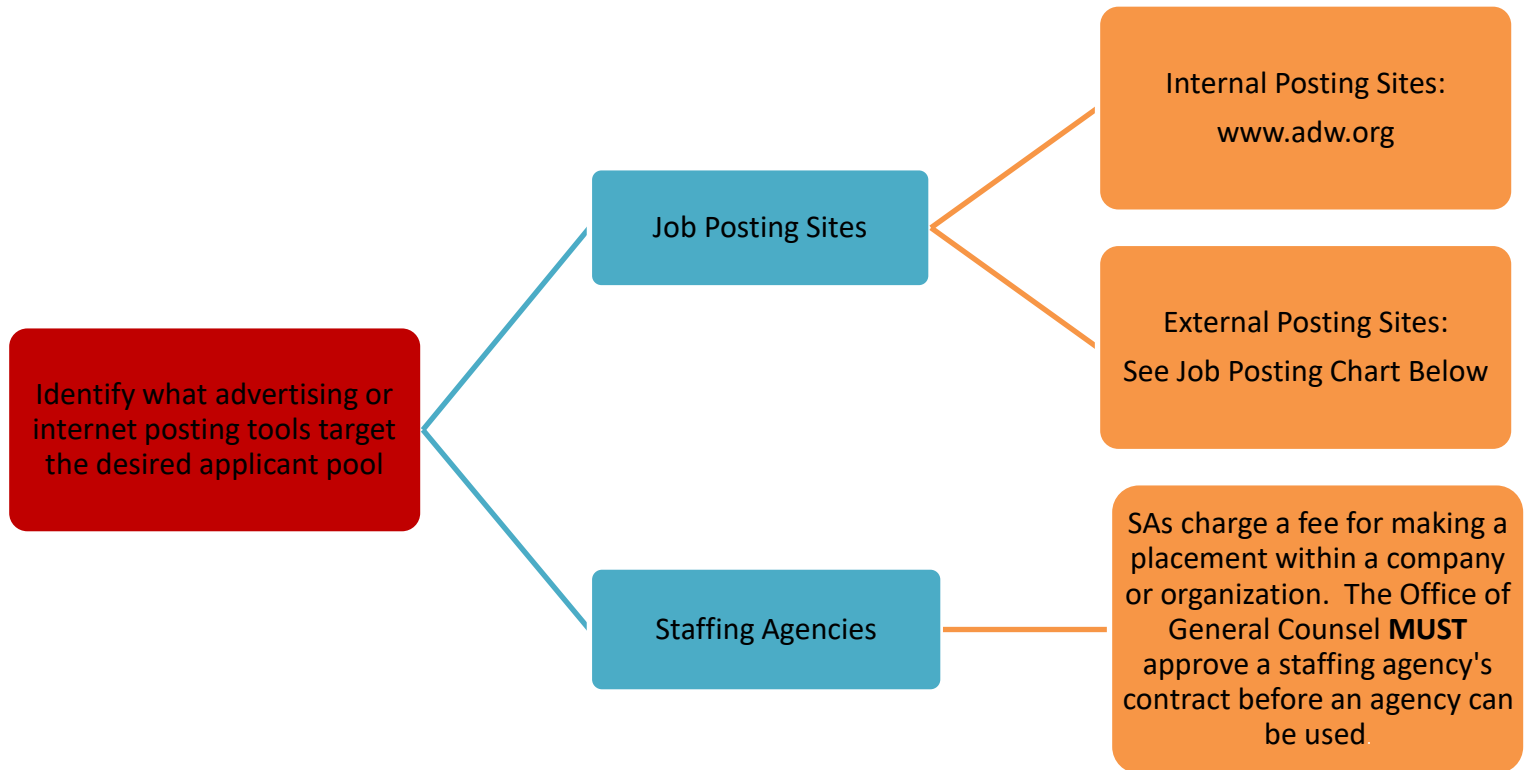 Identify what advertising or
internet posting tools target
the desired applicant pool
Job Posting Sites
Internal Posting Sites:
www.adw.org
External Posting Sites:
See Job Posting Chart Below
Staffing Agencies
SAs charge a fee for making a
placement within a company
or organization.  The Office of
General Counsel MUST
approve a staffing agency's
contract before an agency can
be used.